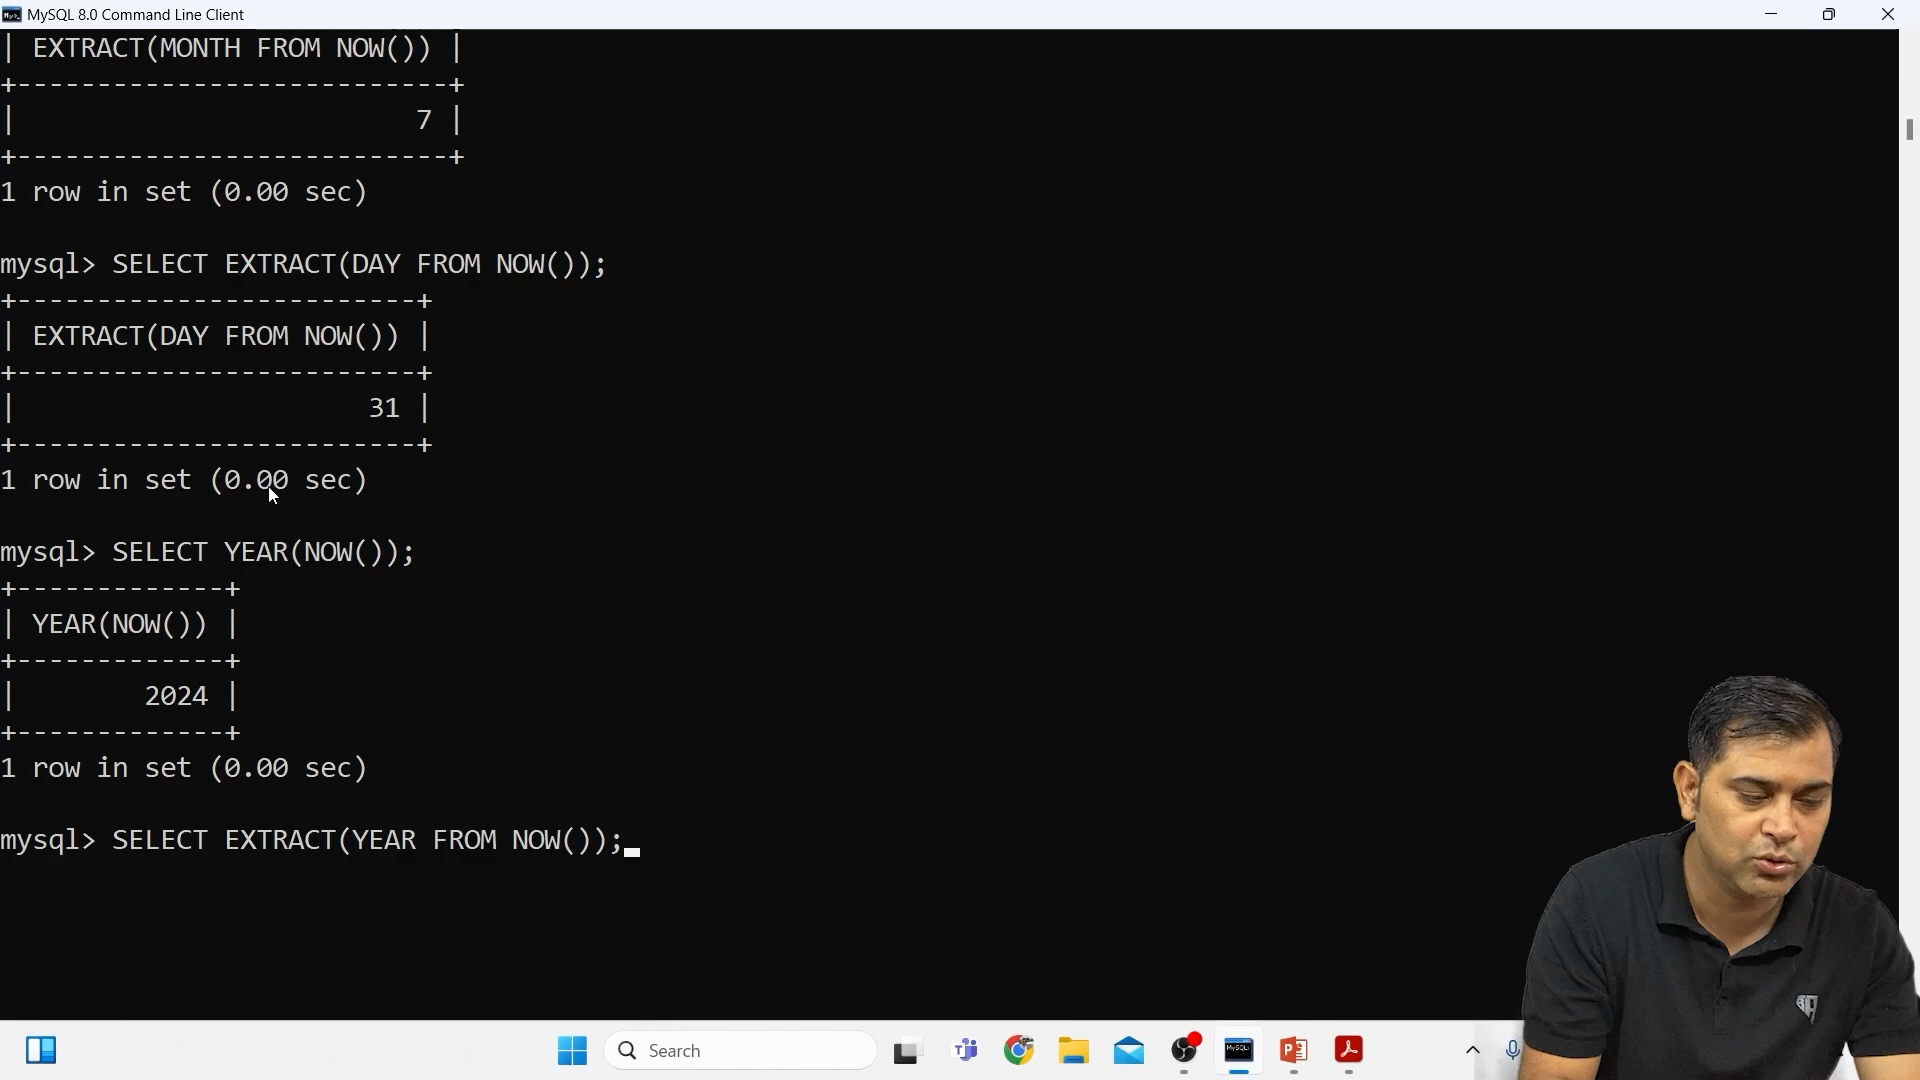 MySQL 8.0 Command Line Client
| EXTRACT(MONTH FROM NOW()) |
+---------------------------+
|                         7 |
+---------------------------+
1 row in set (0.00 sec)
mysql> SELECT EXTRACT(DAY FROM NOW());
+-------------------------+
| EXTRACT(DAY FROM NOW()) |
+-------------------------+
|                      31 |
+-------------------------+
1 row in set (0.00 sec)
mysql> SELECT YEAR(NOW());
+-------------+
| YEAR(NOW()) |
+-------------+
|        2024 |
+-------------+
1 row in set (0.00 sec)
mysql> SELECT EXTRACT(YEAR FROM NOW());
Search